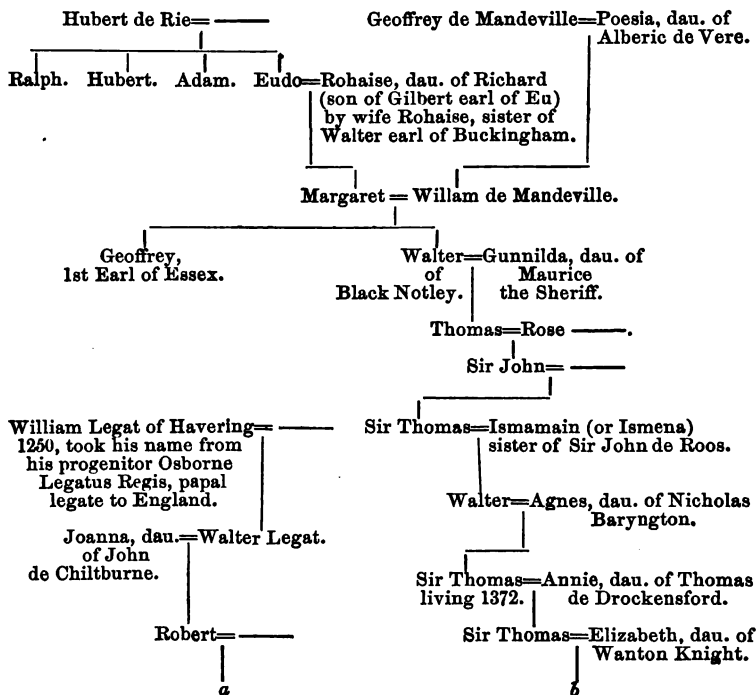 Hubert de Rie= ——
Geoffrey de Mandeville=Poesia, dau. of
Alberic de Vere.
Ralph. Hubert. Adam. Eudo=Rohaise, dau. of Richard
(son of Gilbert earl of Eu)
by wife Rohaise, sister of
Walter earl of Buckingham.
Margaret = Willam de Mandeville.
Geoffrey,
1st Earl of Essex.
Walter=Gunnilda, dau. of
of Maurice
Black Notley. the Sheriff.
Thomas=Rose ——.
Sir John= ——
William Legat of Havering= ——
1250, took his name from
his progenitor Osborne
Legatus Regis, papal
legate to England.
Sir Thomas=Ismamain (or Ismena)
sister of Sir John de Roos.
Walter=Agnes, dau. of Nicholas
Baryngton.
Joanna, dau.=Walter Legat.
of John
de Chiltburne.
Sir Thomas=Annie, dau. of Thomas
living 1372. de Drockensford.
Robert= ——
Sir Thomas=Elizabeth, dau. of
Wanton Knight.
a
b